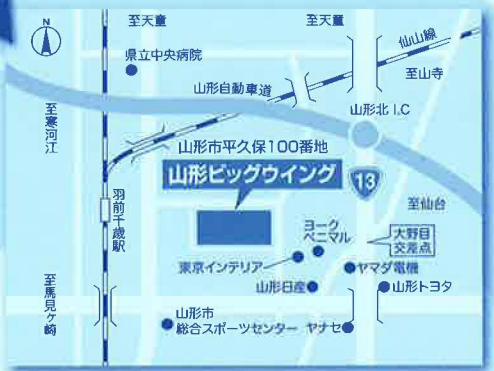 N
至天童
至天童
仙山線
県立中央病院
至山寺
山形自動車道
山形北I.C
至寒河江
山形市平久保100番地
山形ビッグウイング
13
羽前千歳駅
至仙台
ヨーク
ベニマル
大野目
交差点
東京インテリア
ヤマダ電機
至馬見ヶ崎
山形日産
山形トヨタ
山形市
総合スポーツセンター
ヤナセ